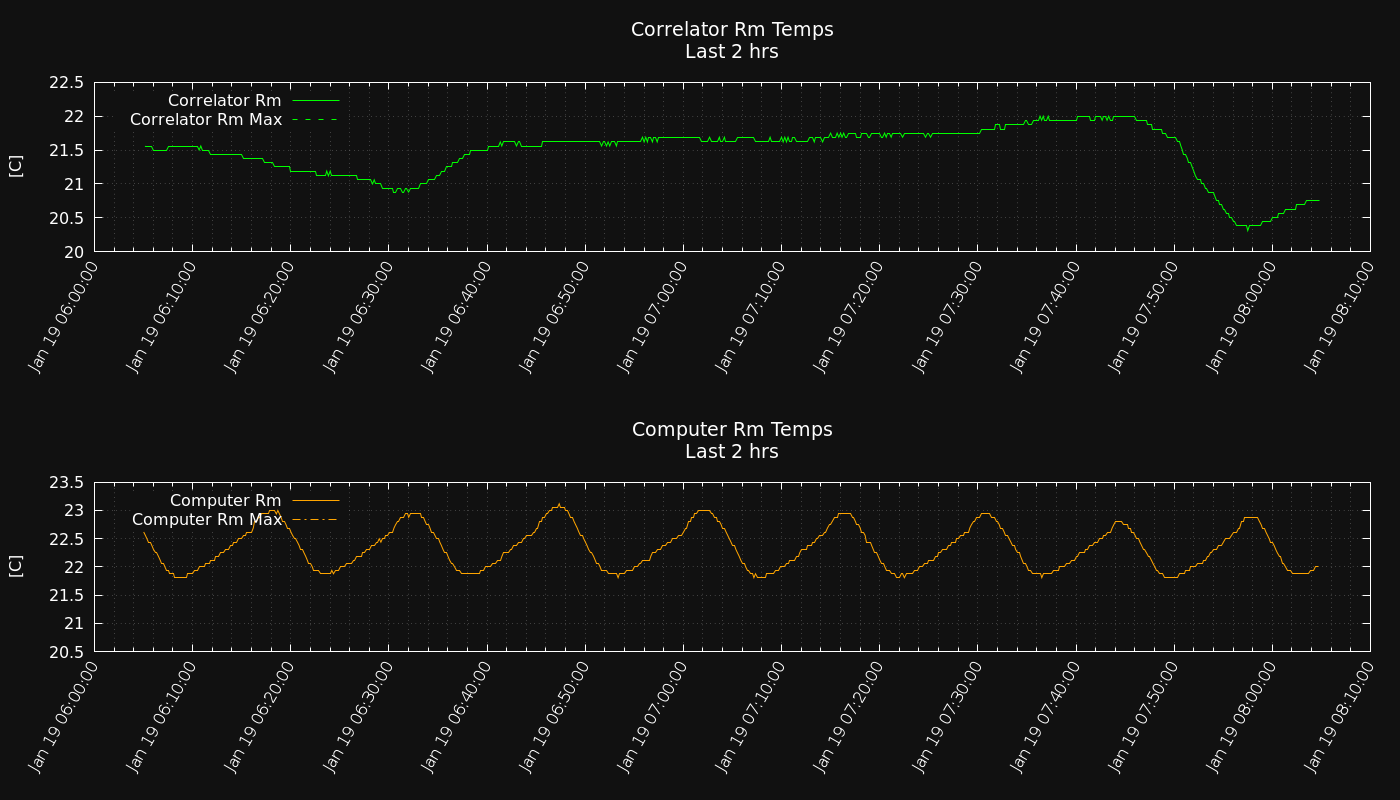 Correlator Rm Temps
Last 2 hrs
22.5
22
21.5
21
20.5
20
[C]
Correlator Rm
Correlator Rm Max
Jan 19 06:00:00
Jan 19 06:10:00
Jan 19 06:20:00
Jan 19 06:30:00
Jan 19 06:40:00
Jan 19 06:50:00
Jan 19 07:00:00
Jan 19 07:10:00
Jan 19 07:20:00
Jan 19 07:30:00
Jan 19 07:40:00
Jan 19 07:50:00
Jan 19 08:00:00
Jan 19 08:10:00
Computer Rm Temps
Last 2 hrs
23.5
23
22.5
22
21.5
21
20.5
[C]
Computer Rm
Computer Rm Max
Jan 19 06:00:00
Jan 19 06:10:00
Jan 19 06:20:00
Jan 19 06:30:00
Jan 19 06:40:00
Jan 19 06:50:00
Jan 19 07:00:00
Jan 19 07:10:00
Jan 19 07:20:00
Jan 19 07:30:00
Jan 19 07:40:00
Jan 19 07:50:00
Jan 19 08:00:00
Jan 19 08:10:00